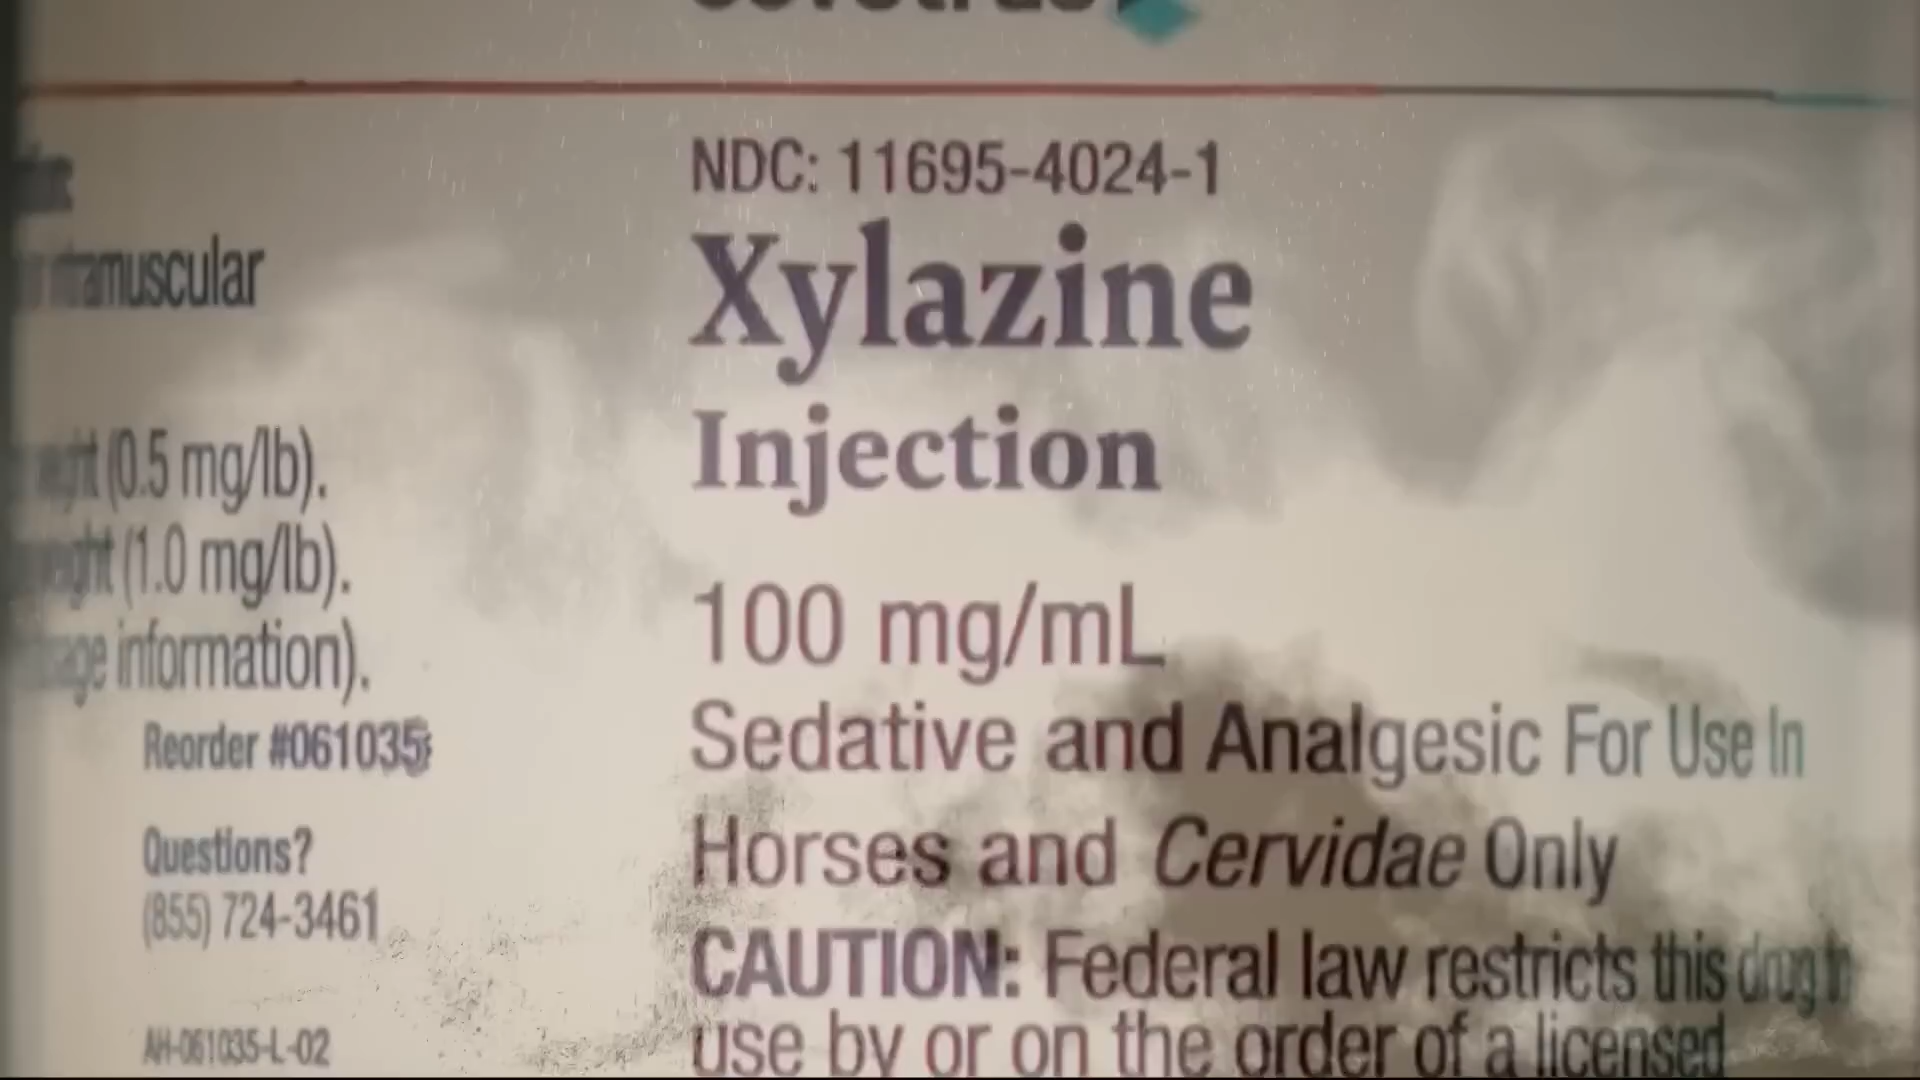 NDC: 11695-4024-1
Xylazine
Injection
100 mg/mL
Sedative and Analgesic For Use In
Horses and Cervidae Only
CAUTION: Federal law restricts this drug to
use by or on the order of a licensed
(0.5 mg/lb).
(1.0 mg/lb).
information).
Reorder #061035
Questions?
(855) 724-3461
AH-061035-L-02